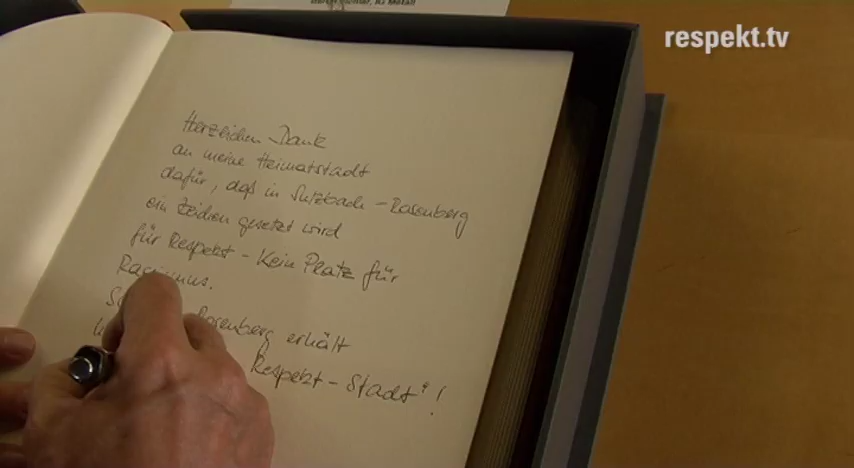 respekt.tv
Herzlichen Dank
an meine Heimatstadt
dafür, daß in Sulzbach-Rosenberg
ein Zeichen gesetzt wird
für Respekt - Kein Platz für
Rassismus.
Rosenberg erhält
Respekt-Stadt"!